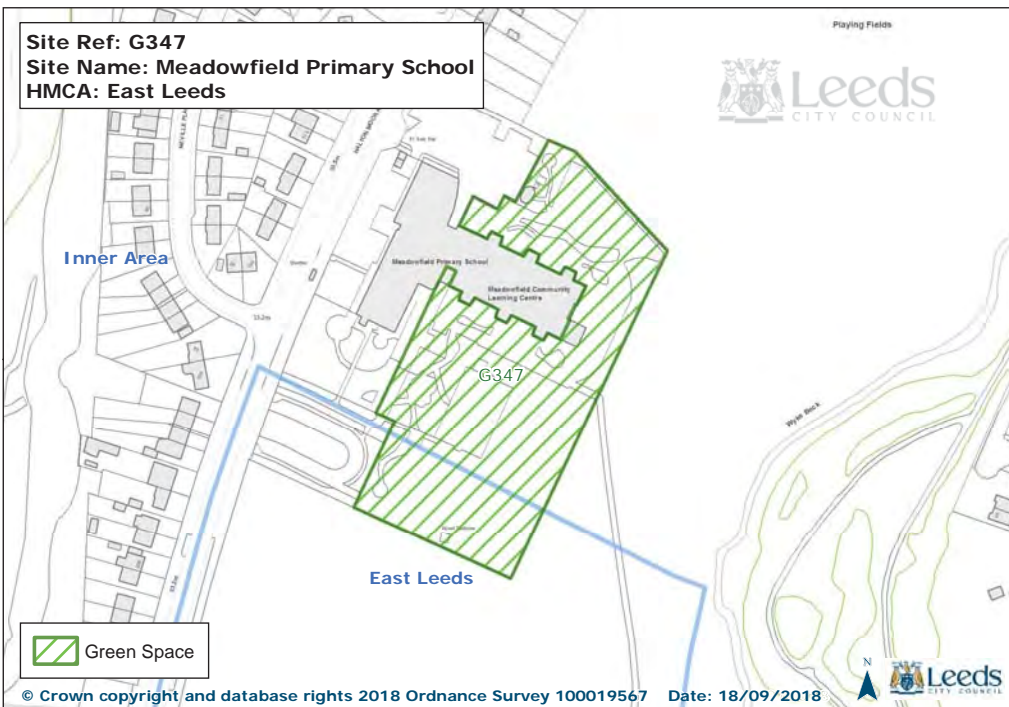 Site Ref: G347
Site Name: Meadowfield Primary School
HMCA: East Leeds
Playing Fields
Leeds
CITY COUNCIL
Inner Area
Meadowfield Primary School
Meadowfield Community
Learning Centre
33.2m
G347
Wyke Beck
East Leeds
Green Space
N
Leeds
CITY COUNCIL
© Crown copyright and database rights 2018 Ordnance Survey 100019567 Date: 18/09/2018